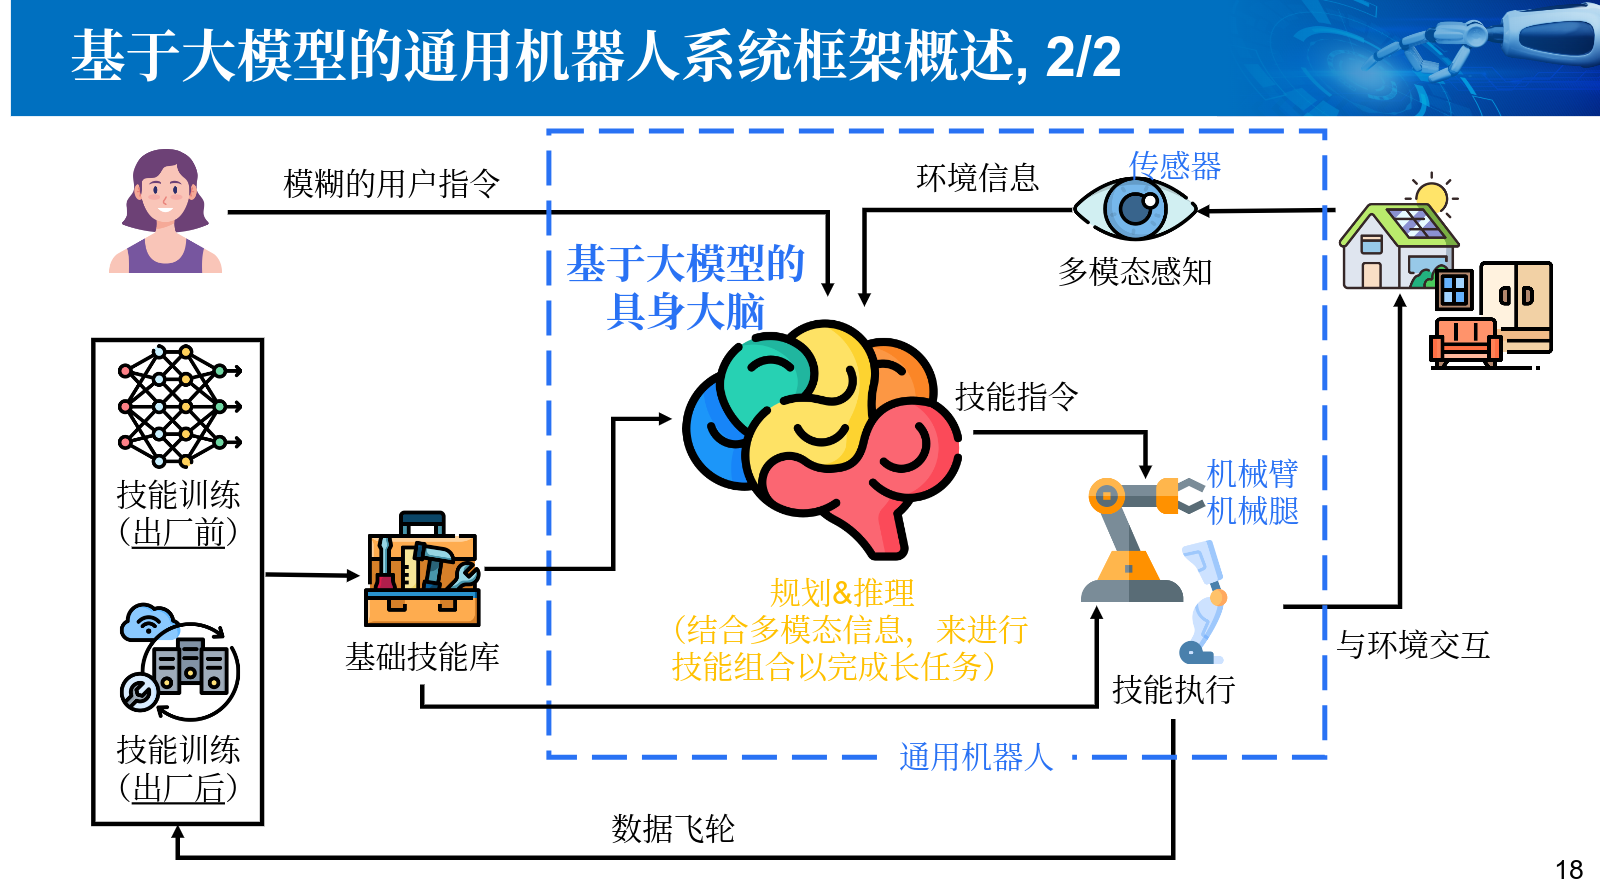 基于大模型的通用机器人系统框架概述, 2/2
模糊的用户指令
环境信息
传感器
多模态感知
基于大模型的
具身大脑
技能指令
机械臂
机械腿
技能训练
（出厂前）
基础技能库
规划&推理
（结合多模态信息，来进行
技能组合以完成长任务）
与环境交互
技能执行
技能训练
（出厂后）
通用机器人
数据飞轮
18